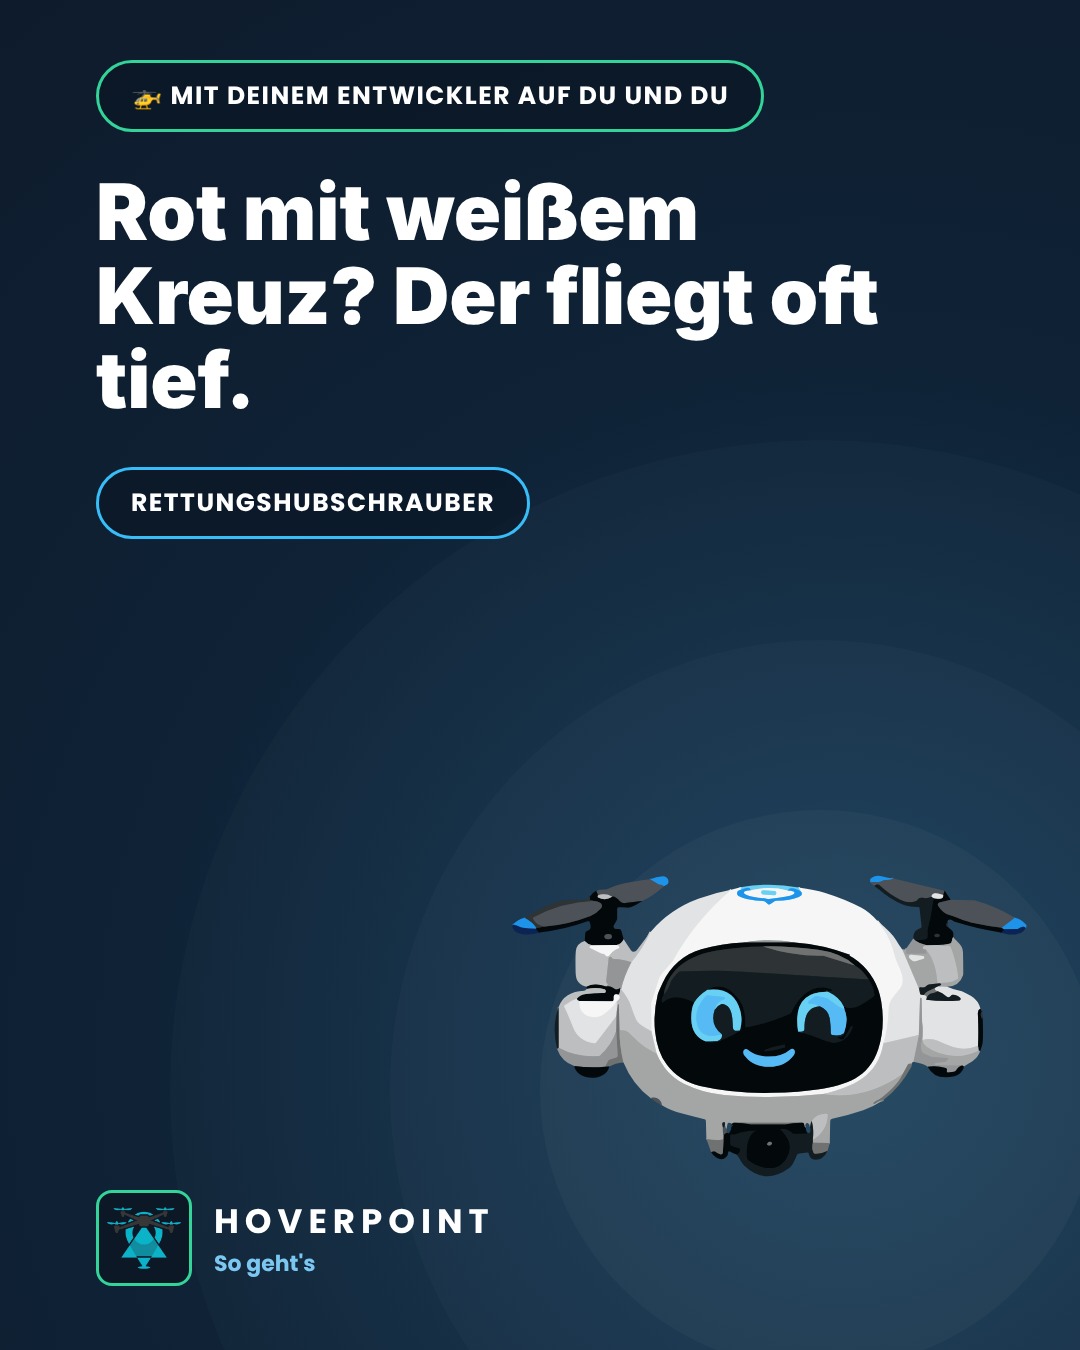 🚁 MIT DEINEM ENTWICKLER AUF DU UND DU
Rot mit weißem
Kreuz? Der fliegt oft
tief.
RETTUNGSHUBSCHRAUBER
HOVERPOINT
So geht's